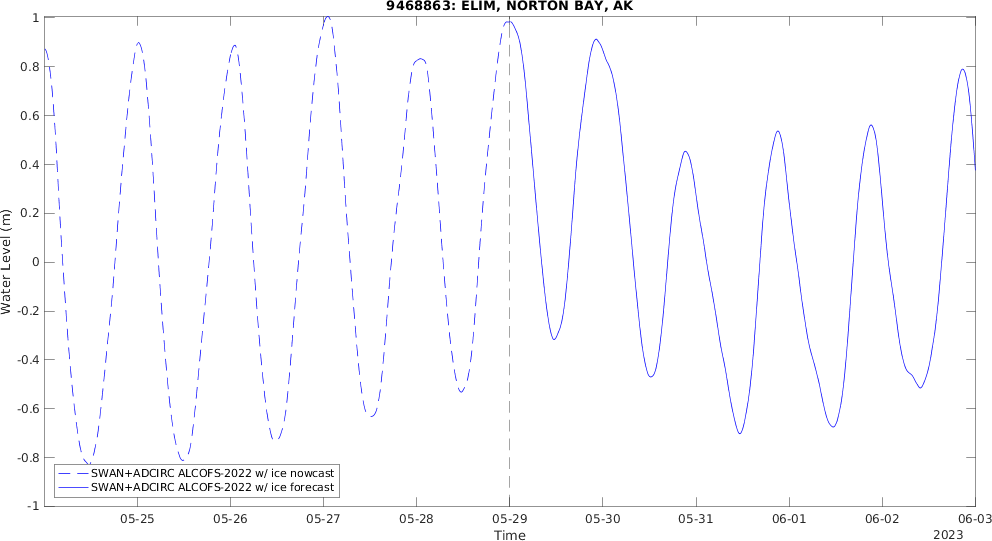 9468863: ELIM, NORTON BAY, AK
Water Level (m)
1
0.8
0.6
0.4
0.2
0
-0.2
-0.4
-0.6
-0.8
-1
SWAN+ADCIRC ALCOFS-2022 w/ ice nowcast
SWAN+ADCIRC ALCOFS-2022 w/ ice forecast
05-25 05-26 05-27 05-28 05-29 05-30 05-31 06-01 06-02 06-03
Time
2023